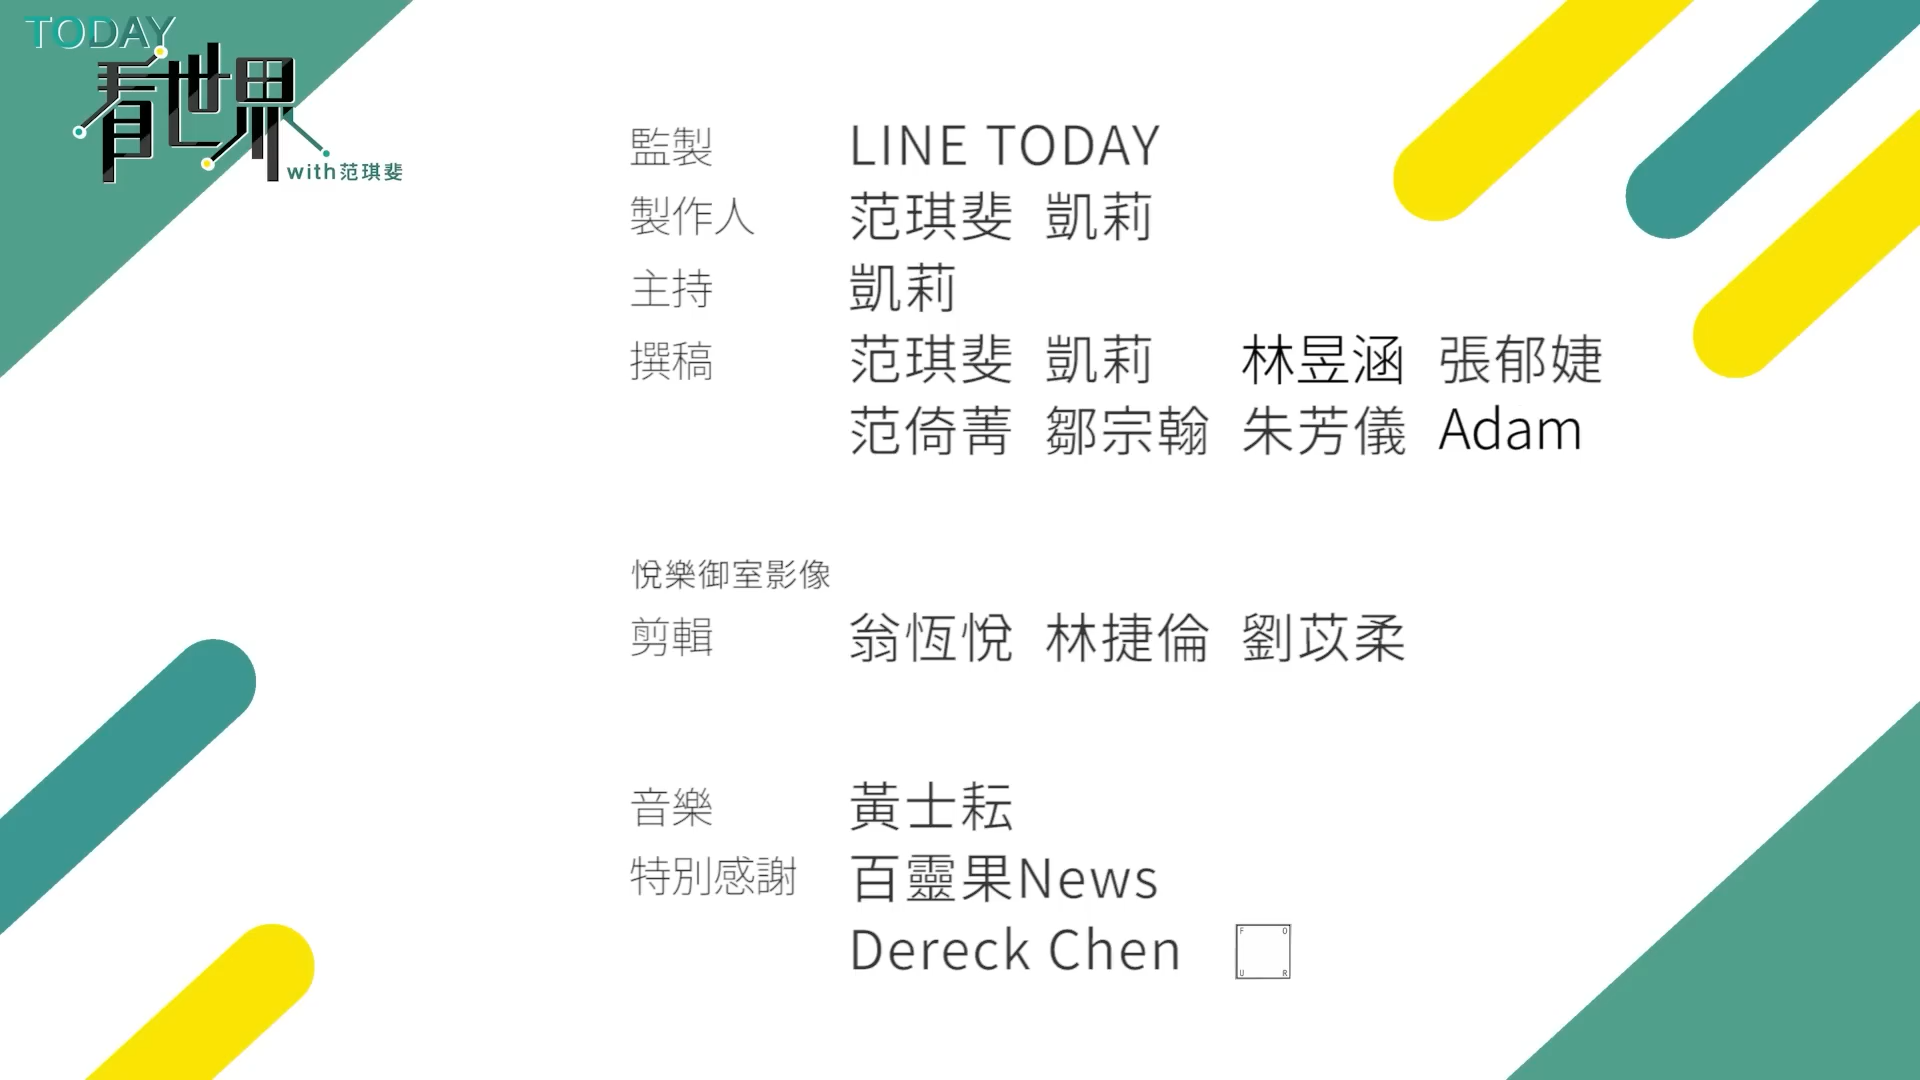 TODAY
看世界
with范琪斐
監製 LINE TODAY
製作人 范琪斐 凱莉
主持 凱莉
撰稿 范琪斐 凱莉 林昱涵 張郁婕
范倚菁 鄒宗翰 朱芳儀 Adam
悅樂御室影像
剪輯 翁恆悅 林捷倫 劉苡柔
音樂 黃士耘
特別感謝 百靈果News
Dereck Chen FOUR